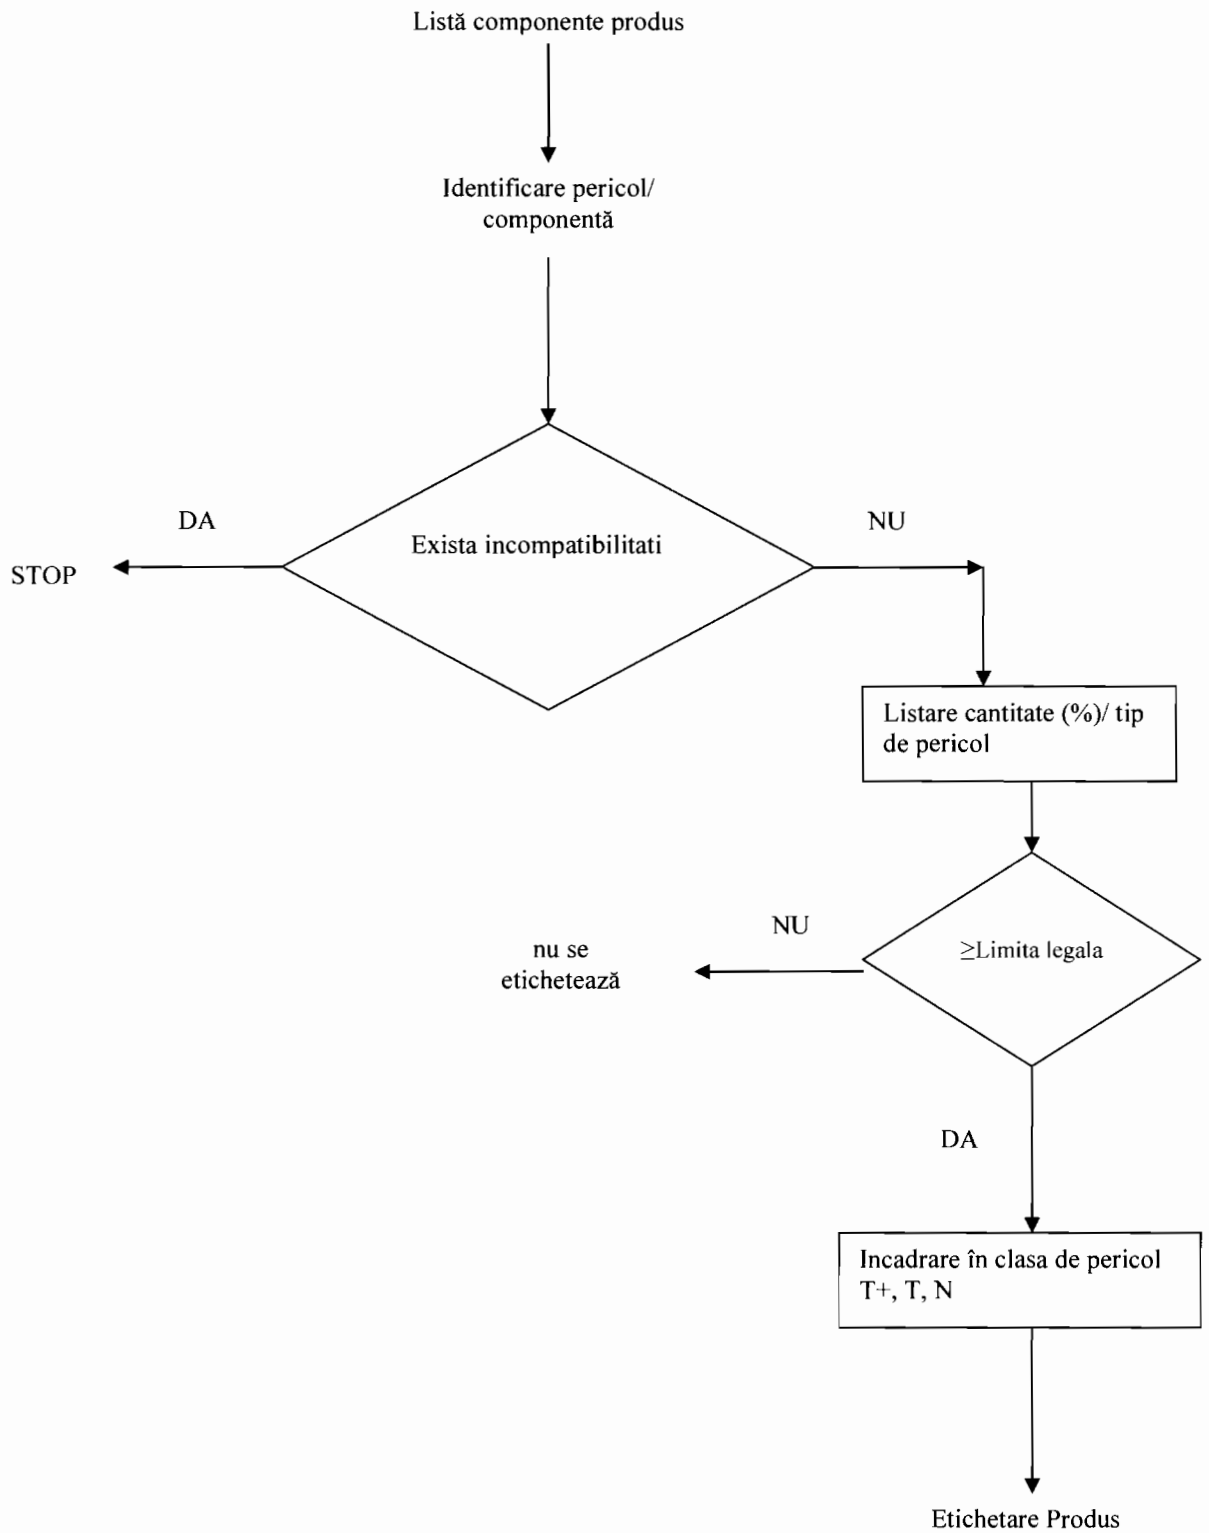 Listă componente produs
Identificare pericol/
componentă
DA
NU
Exista incompatibilitati
STOP
Listare cantitate (%)/ tip
de pericol
NU
nu se
etichetează
≥Limita legala
DA
Incadrare în clasa de pericol
T+, T, N
Etichetare Produs